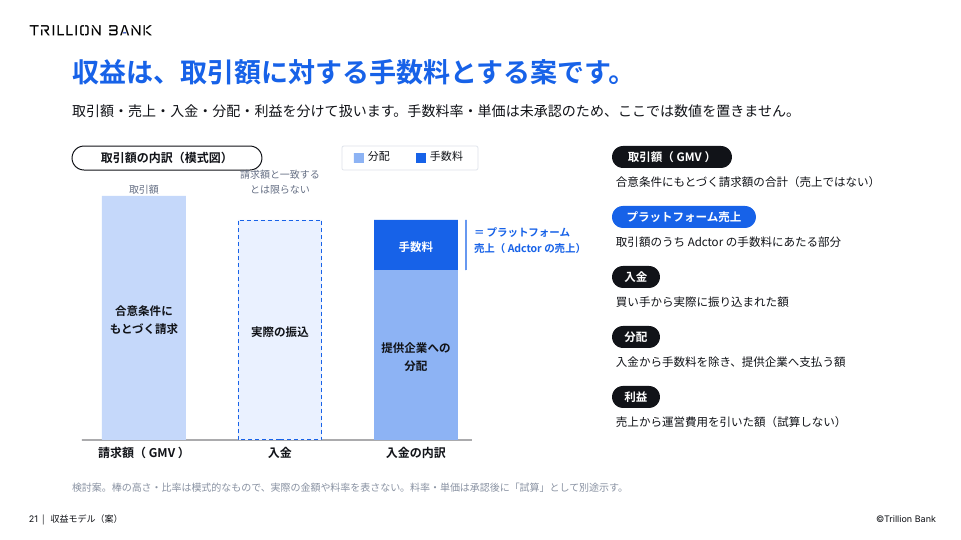 TRILLION BANK
収益は、取引額に対する手数料とする案です。
取引額・売上・入金・分配・利益を分けて扱います。手数料率・単価は未承認のため、ここでは数値を置きません。
取引額の内訳（模式図）
分配
手数料
取引額
請求額と一致する
とは限らない
合意条件に
もとづく請求
実際の振込
手数料
提供企業への
分配
＝ プラットフォーム
売上（ Adctor の売上）
請求額（ GMV ）
入金
入金の内訳
取引額（ GMV ）
合意条件にもとづく請求額の合計（売上ではない）
プラットフォーム売上
取引額のうち Adctor の手数料にあたる部分
入金
買い手から実際に振り込まれた額
分配
入金から手数料を除き、提供企業へ支払う額
利益
売上から運営費用を引いた額（試算しない）
検討案。棒の高さ・比率は模式的なもので、実際の金額や料率を表さない。料率・単価は承認後に「試算」として別途示す。
21｜ 収益モデル（案）
©Trillion Bank